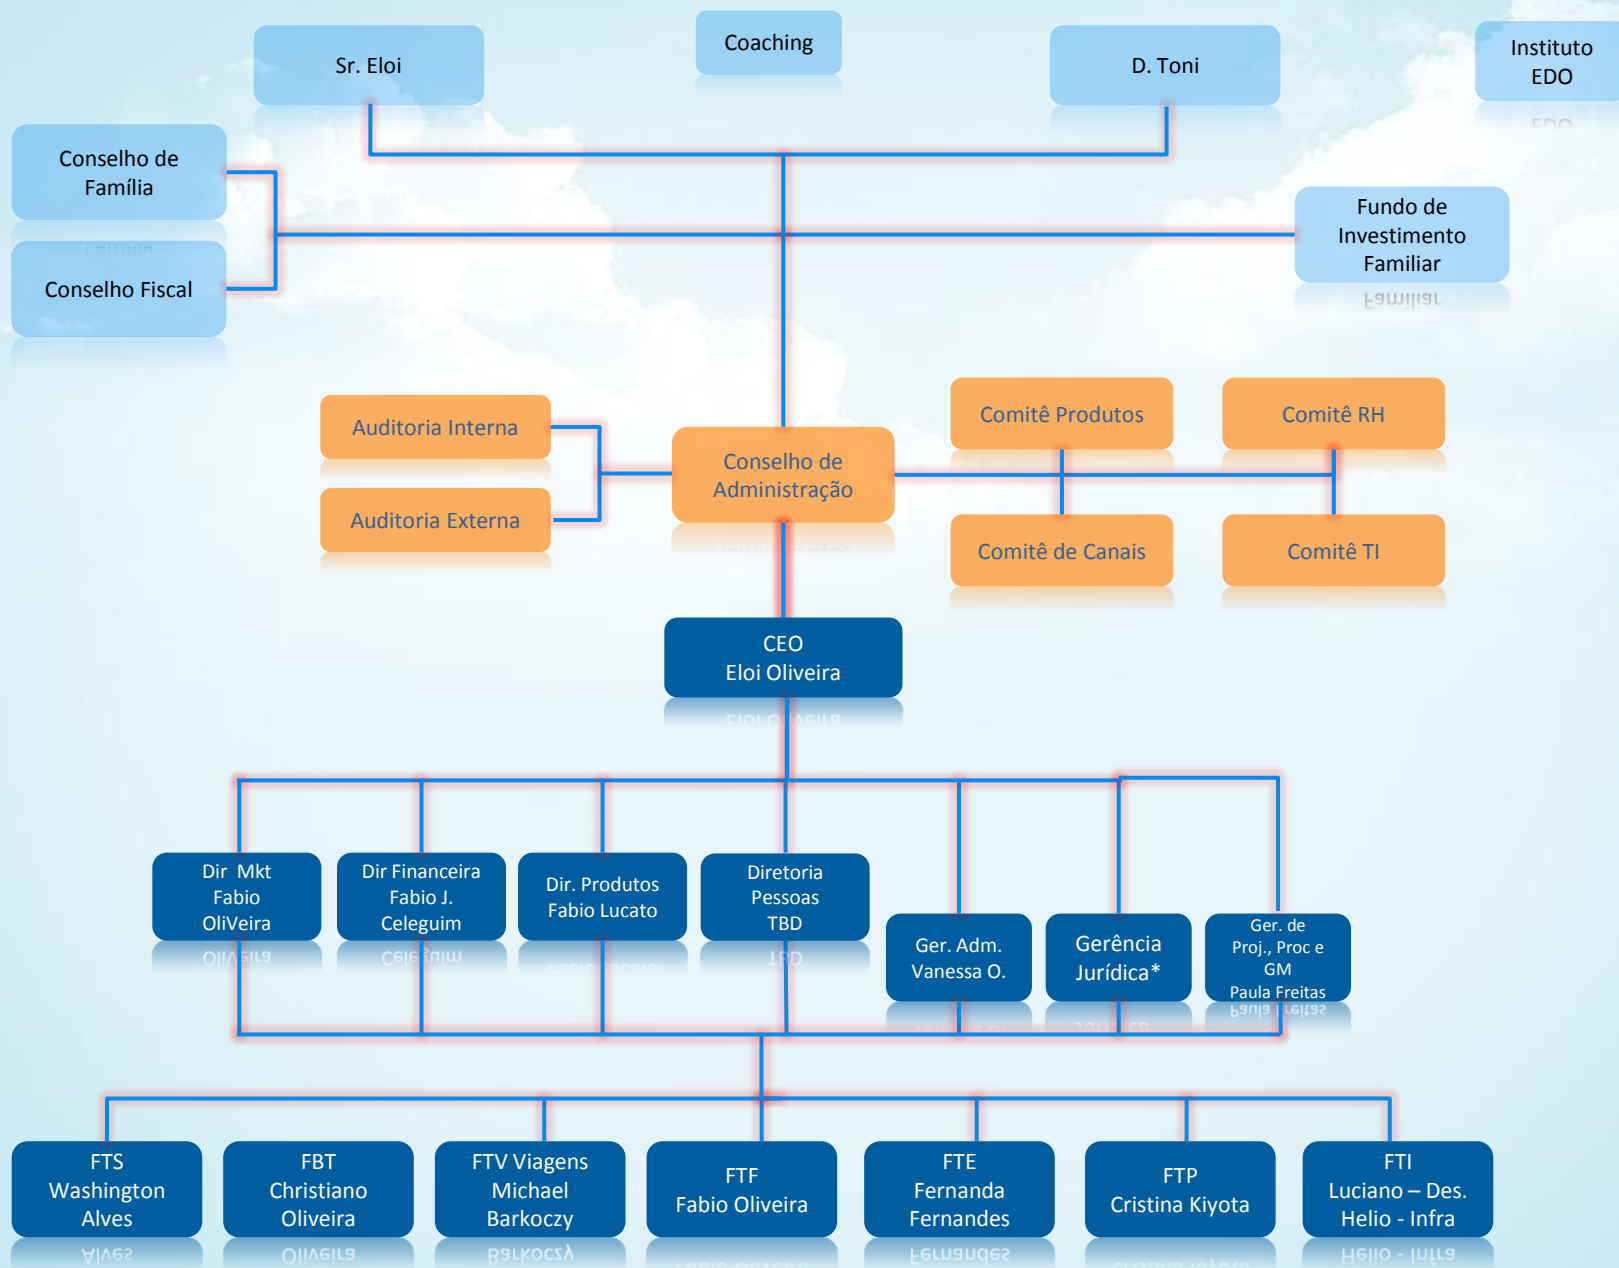 Sr. Eloi
Coaching
D. Toni
Instituto
EDO
Conselho de
Família
Conselho Fiscal
Fundo de
Investimento
Familiar
Auditoria Interna
Auditoria Externa
Conselho de
Administração
Comitê Produtos
Comitê RH
Comitê de Canais
Comitê TI
CEO
Eloi Oliveira
Dir Mkt
Fabio
OliVeira
Dir Financeira
Fabio J.
Celeguim
Dir. Produtos
Fabio Lucato
Diretoria
Pessoas
TBD
Ger. Adm.
Vanessa O.
Gerência
Jurídica*
Ger. de
Proj., Proc e
GM
Paula Freitas
FTS
Washington
Alves
FBT
Christiano
Oliveira
FTV Viagens
Michael
Barkoczy
FTF
Fabio Oliveira
FTE
Fernanda
Fernandes
FTP
Cristina Kiyota
FTI
Luciano – Des.
Helio - Infra